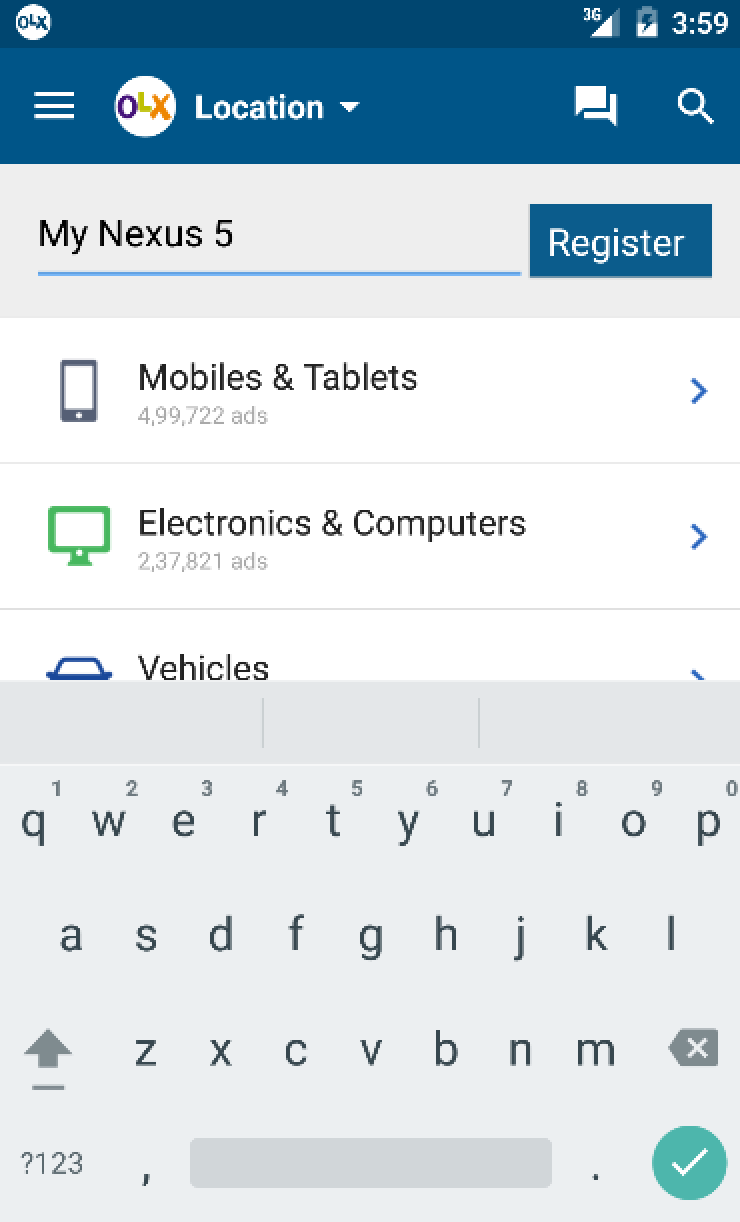 OLX 3G 3:59
OLX Location
My Nexus 5 Register
Mobiles & Tablets
4,99,722 ads
Electronics & Computers
2,37,821 ads
Vehicles
1 2 3 4 5 6 7 8 9 0
q w e r t y u i o p
a s d f g h j k l
z x c v b n m
?123 , .